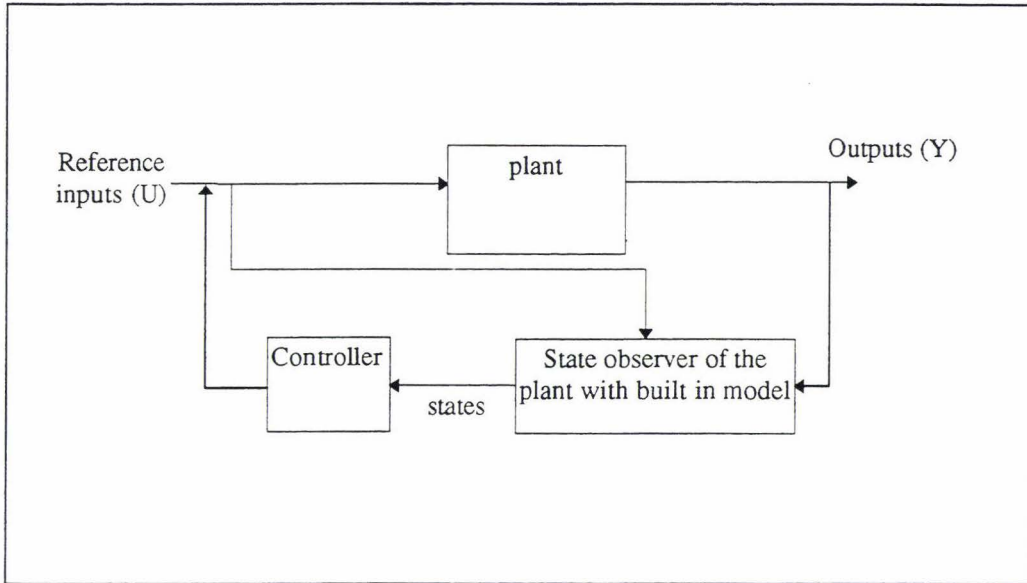 Reference
inputs (U)
plant
Outputs (Y)
Controller
states
State observer of the
plant with built in model